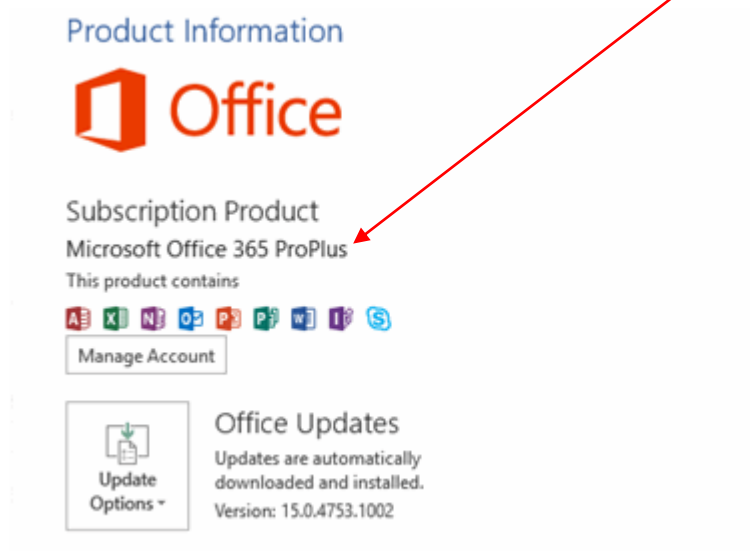 Product Information
Office
Subscription Product
Microsoft Office 365 ProPlus
This product contains
Manage Account
Update
Options
Office Updates
Updates are automatically
downloaded and installed.
Version: 15.0.4753.1002